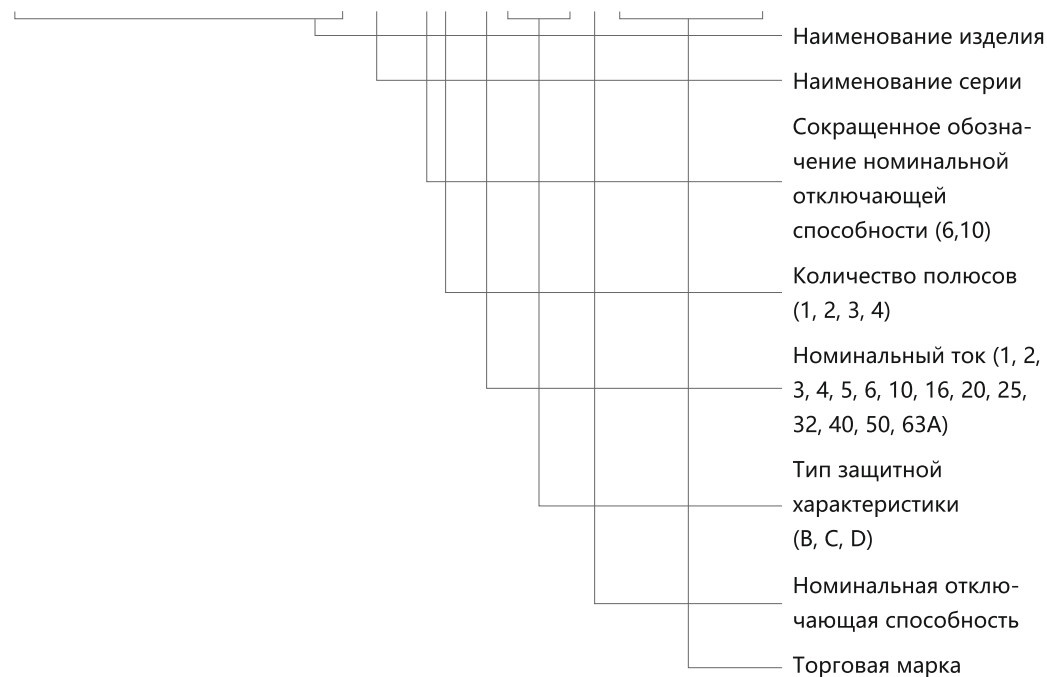 Наименование изделия
Наименование серии
Сокращенное обозна-
чение номинальной
отключающей
способности (6,10)
Количество полюсов
(1, 2, 3, 4)
Номинальный ток (1, 2,
3, 4, 5, 6, 10, 16, 20, 25,
32, 40, 50, 63А)
Тип защитной
характеристики
(B, C, D)
Номинальная отклю-
чающая способность
Торговая марка